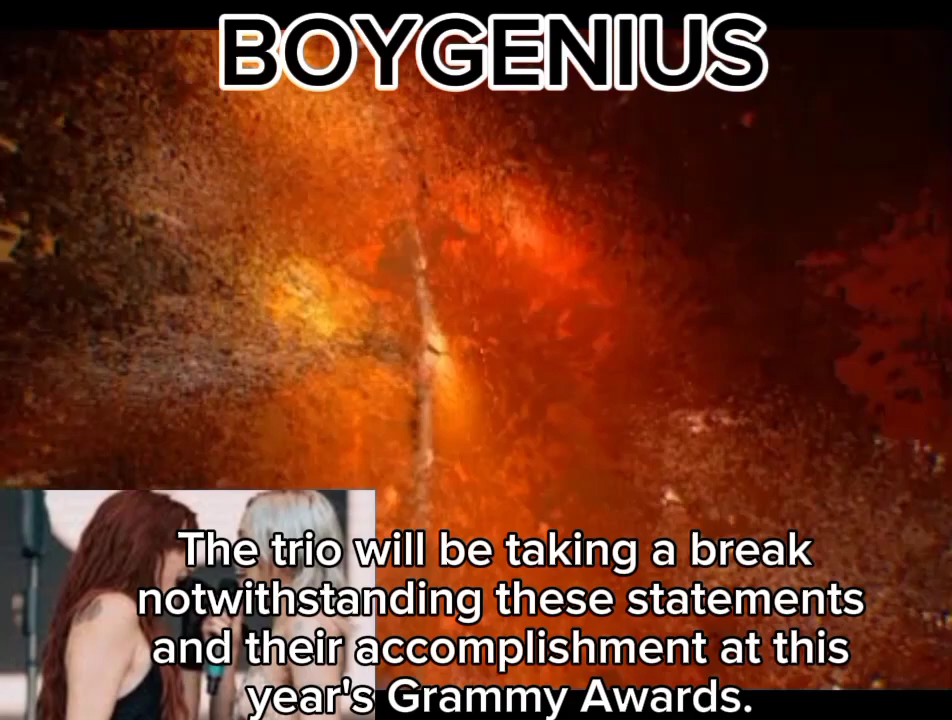 BOYGENIUS
The trio will be taking a break
notwithstanding these statements
and their accomplishment at this
year's Grammy Awards.